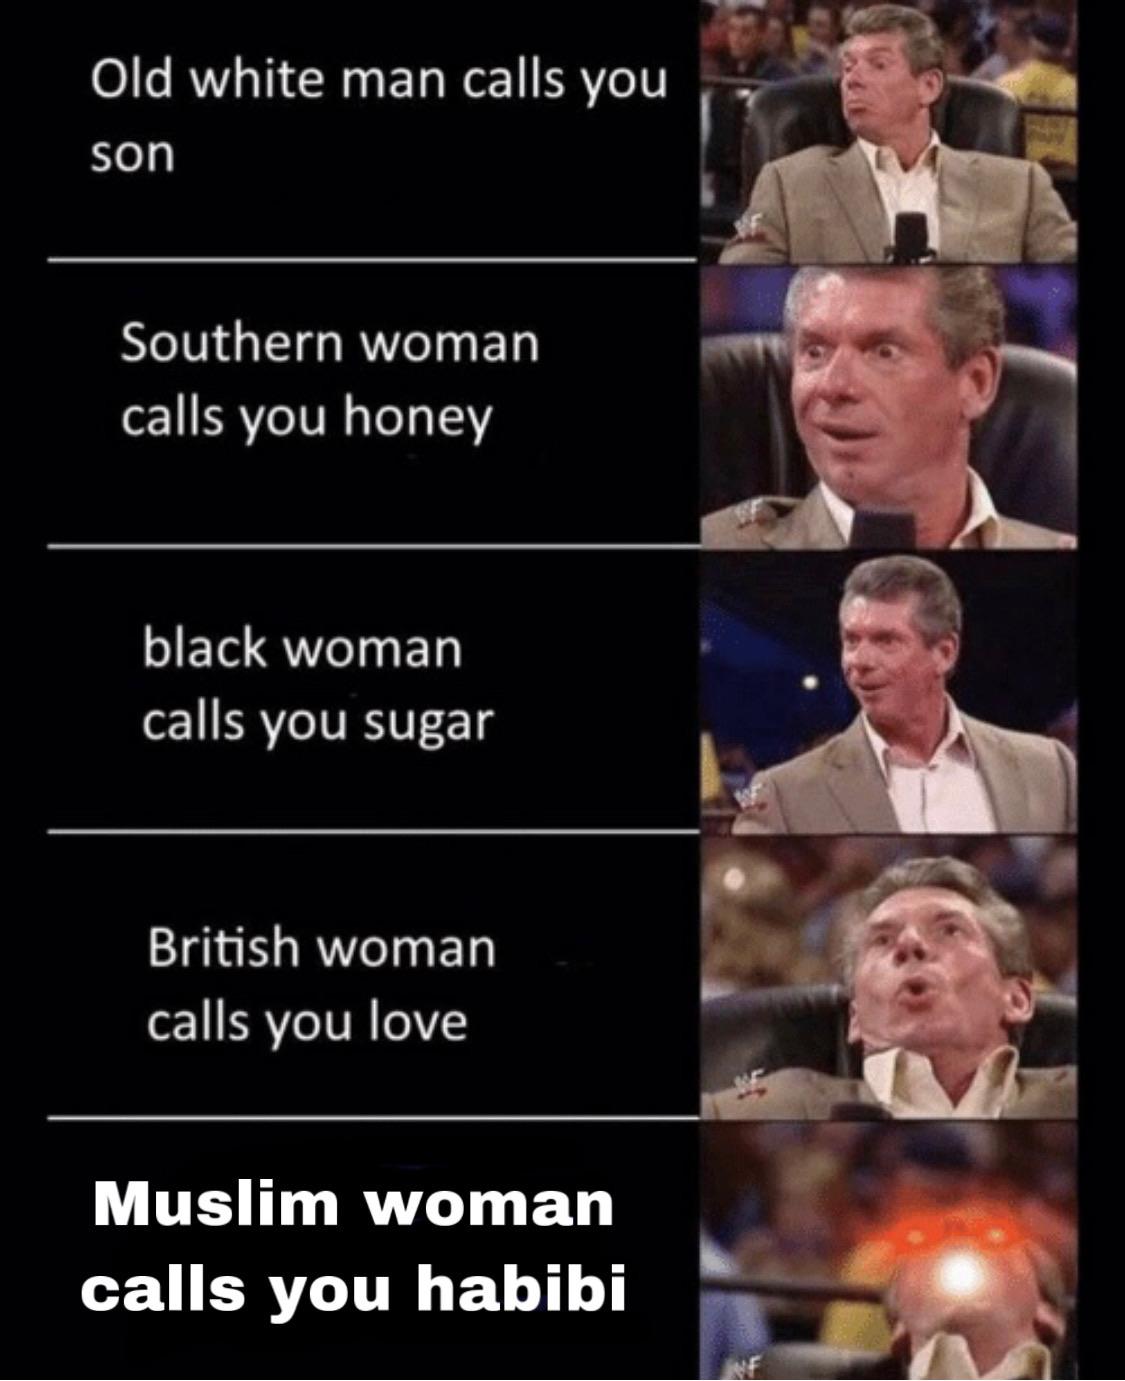 Old white man calls you
son
Southern woman
calls you honey
black woman
calls you sugar
British woman
calls you love
Muslim woman
calls you habibi